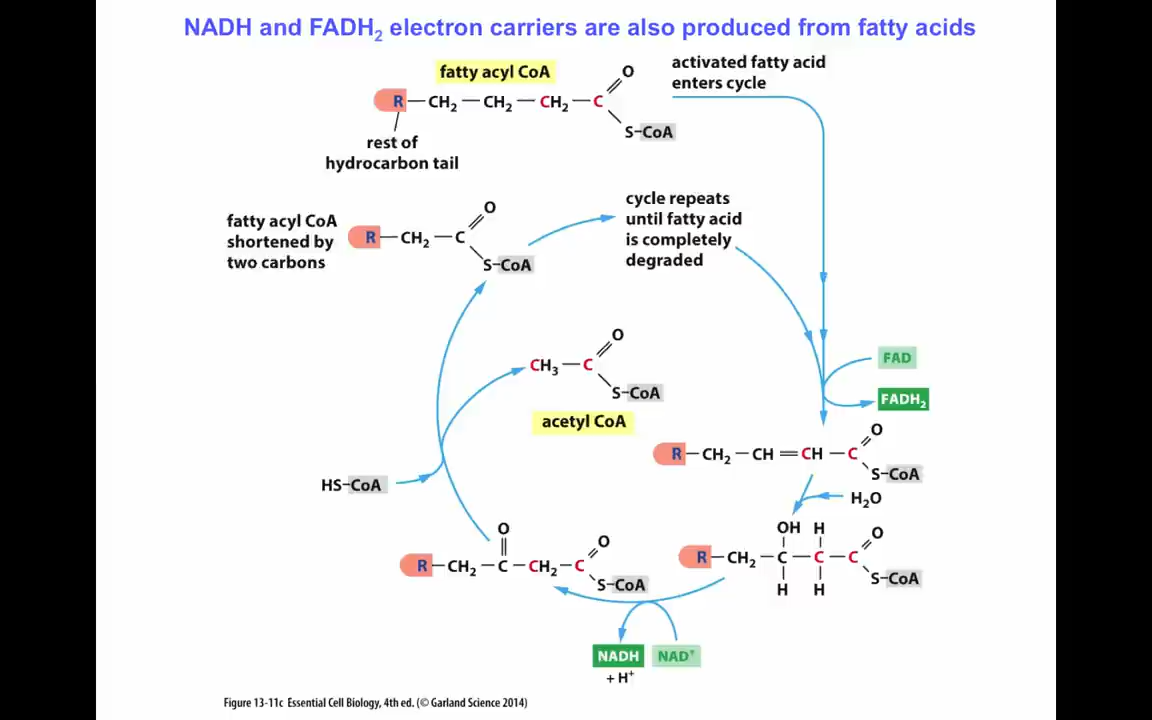 NADH and FADH₂ electron carriers are also produced from fatty acids
fatty acyl CoA
activated fatty acid
enters cycle
O
R—CH₂—CH₂—CH₂—C
S–CoA
rest of
hydrocarbon tail
fatty acyl CoA
shortened by
two carbons
O
R—CH₂—C
S–CoA
cycle repeats
until fatty acid
is completely
degraded
O
CH₃—C
S–CoA
acetyl CoA
FAD
FADH₂
O
R—CH₂—CH=CH—C
S–CoA
H₂O
HS–CoA
O
O
R—CH₂—C—CH₂—C
S–CoA
OH H
O
R—CH₂—C—C—C
S–CoA
H H
NADH
NAD⁺
+ H⁺
Figure 13-11c Essential Cell Biology, 4th ed. (© Garland Science 2014)